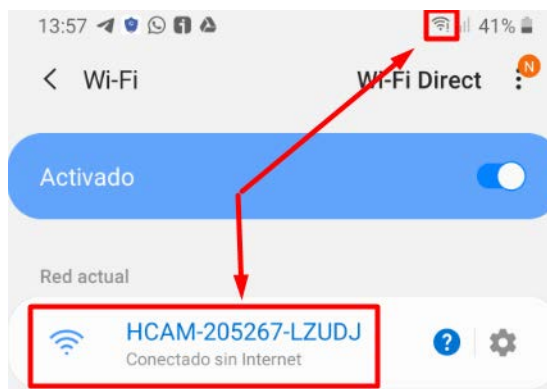 13:57 41%
Wi-Fi Wi-Fi Direct N
Activado
Red actual
HCAM-205267-LZUDJ
Conectado sin Internet ?